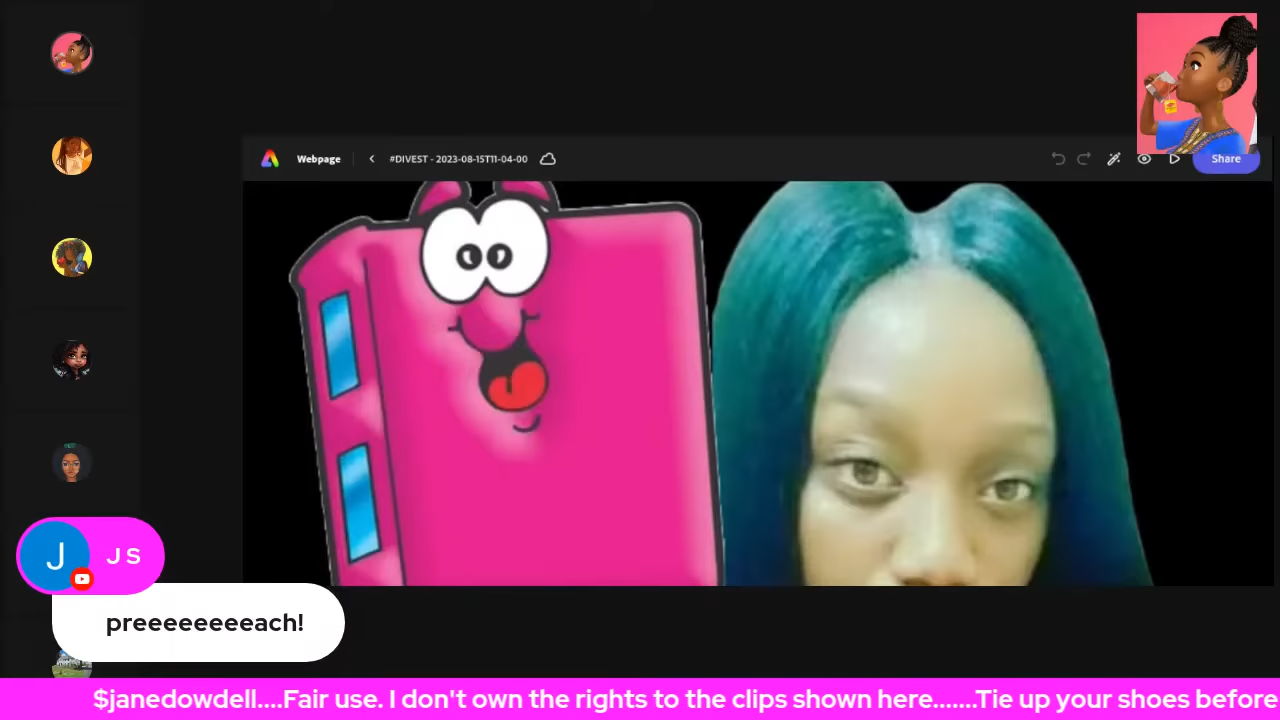 Webpage
#DIVEST - 2023-08-15T11-04-00
Share
J
J S
preeeeeeeeach!
$janedowdell....Fair use. I don't own the rights to the clips shown here.......Tie up your shoes before